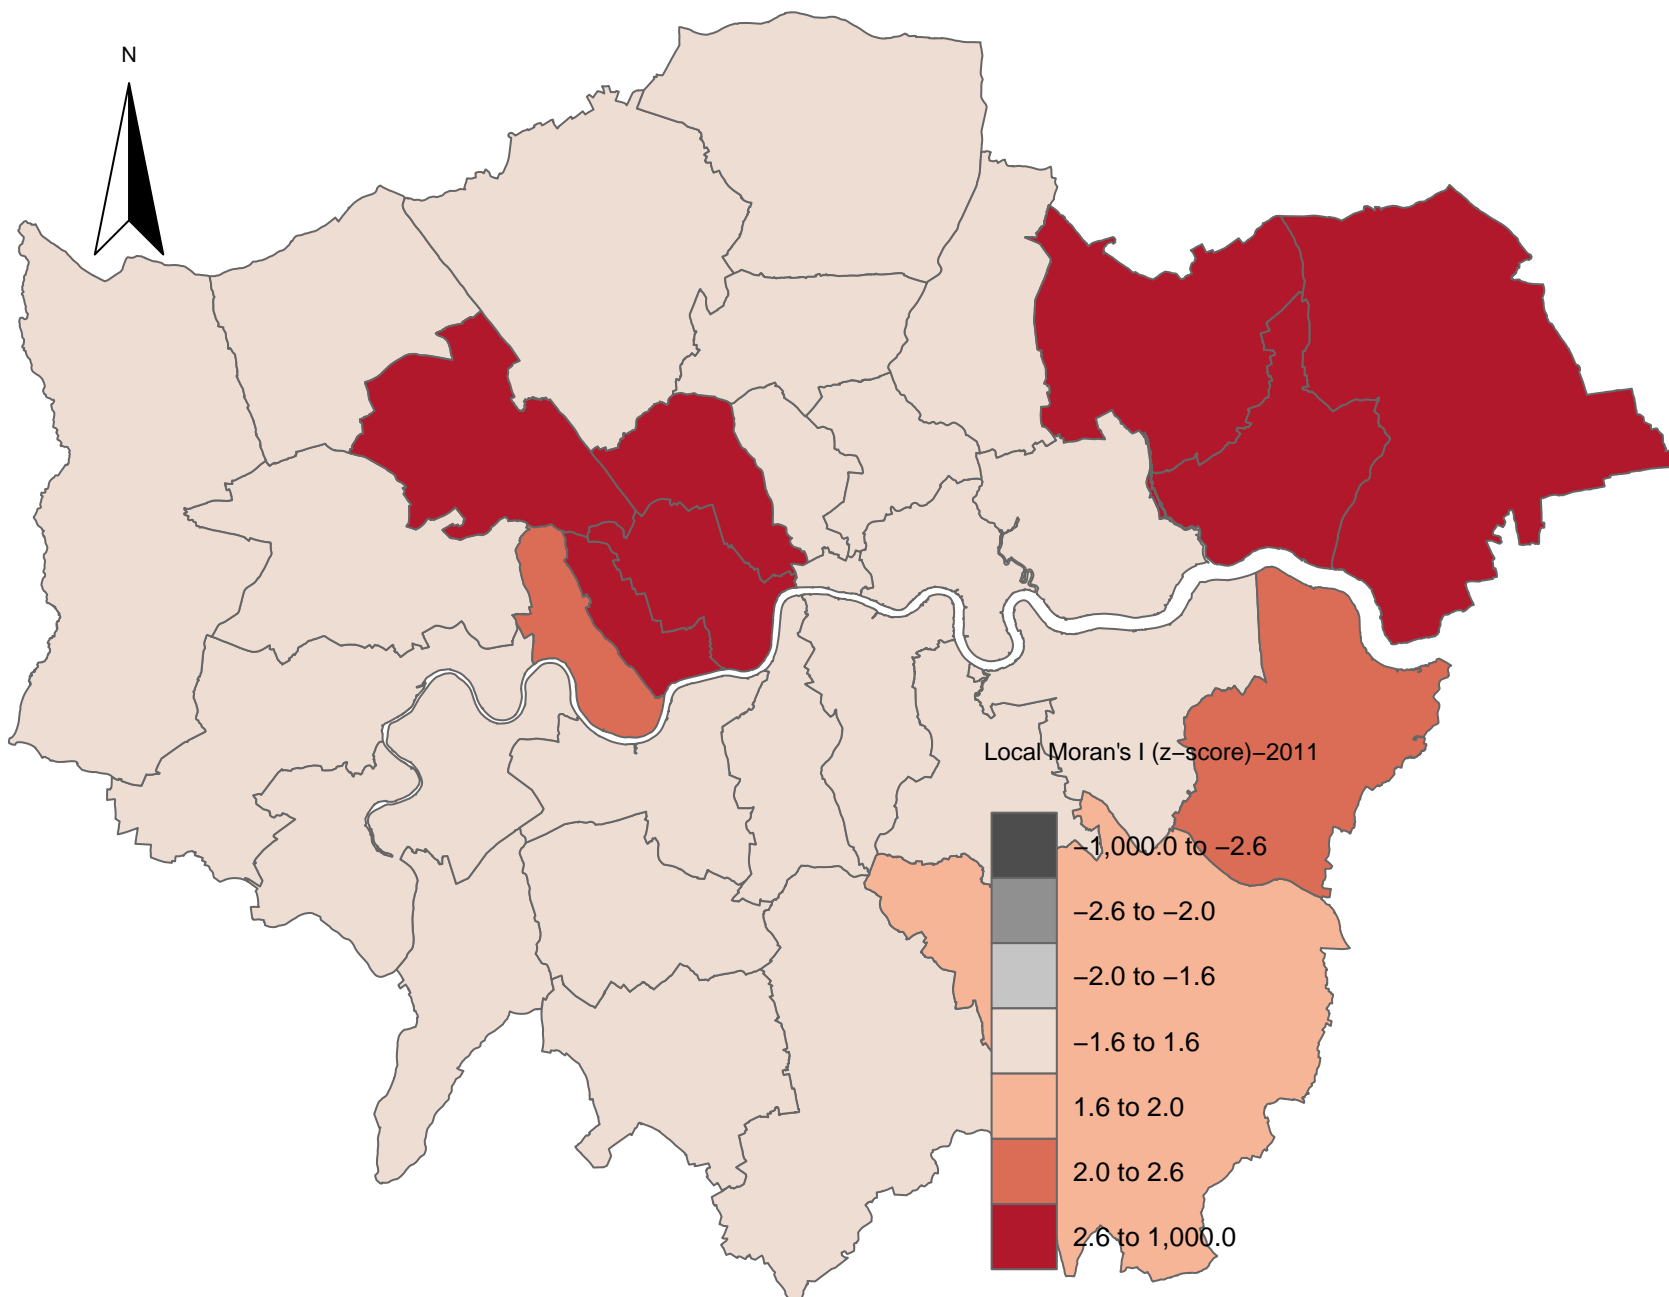 N
Local Moran's I (z−score)−2011
−1,000.0 to −2.6
−2.6 to −2.0
−2.0 to −1.6
−1.6 to 1.6
1.6 to 2.0
2.0 to 2.6
2.6 to 1,000.0